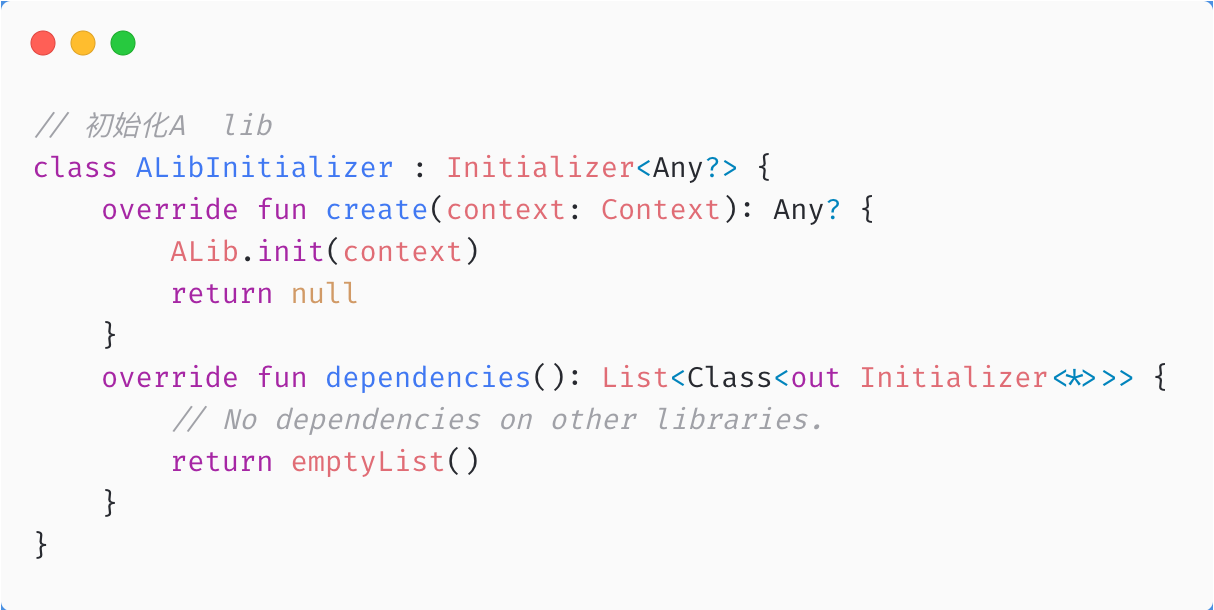 // 初始化A  lib
class ALibInitializer : Initializer<Any?> {
    override fun create(context: Context): Any? {
        ALib.init(context)
        return null
    }
    override fun dependencies(): List<Class<out Initializer<*>>> {
        // No dependencies on other libraries.
        return emptyList()
    }
}